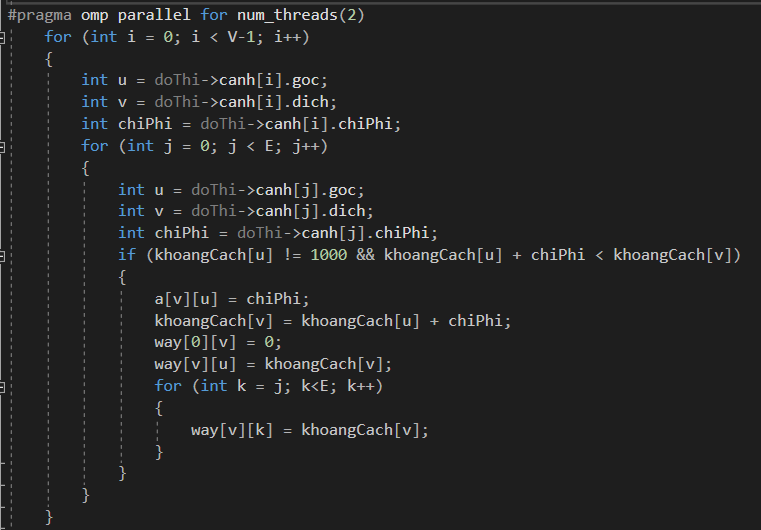 #pragma omp parallel for num_threads(2)
for (int i = 0; i < V-1; i++)
{
int u = doThi->canh[i].goc;
int v = doThi->canh[i].dich;
int chiPhi = doThi->canh[i].chiPhi;
for (int j = 0; j < E; j++)
{
int u = doThi->canh[j].goc;
int v = doThi->canh[j].dich;
int chiPhi = doThi->canh[j].chiPhi;
if (khoangCach[u] != 1000 && khoangCach[u] + chiPhi < khoangCach[v])
{
a[v][u] = chiPhi;
khoangCach[v] = khoangCach[u] + chiPhi;
way[0][v] = 0;
way[v][u] = khoangCach[v];
for (int k = j; k<E; k++)
{
way[v][k] = khoangCach[v];
}
}
}
}